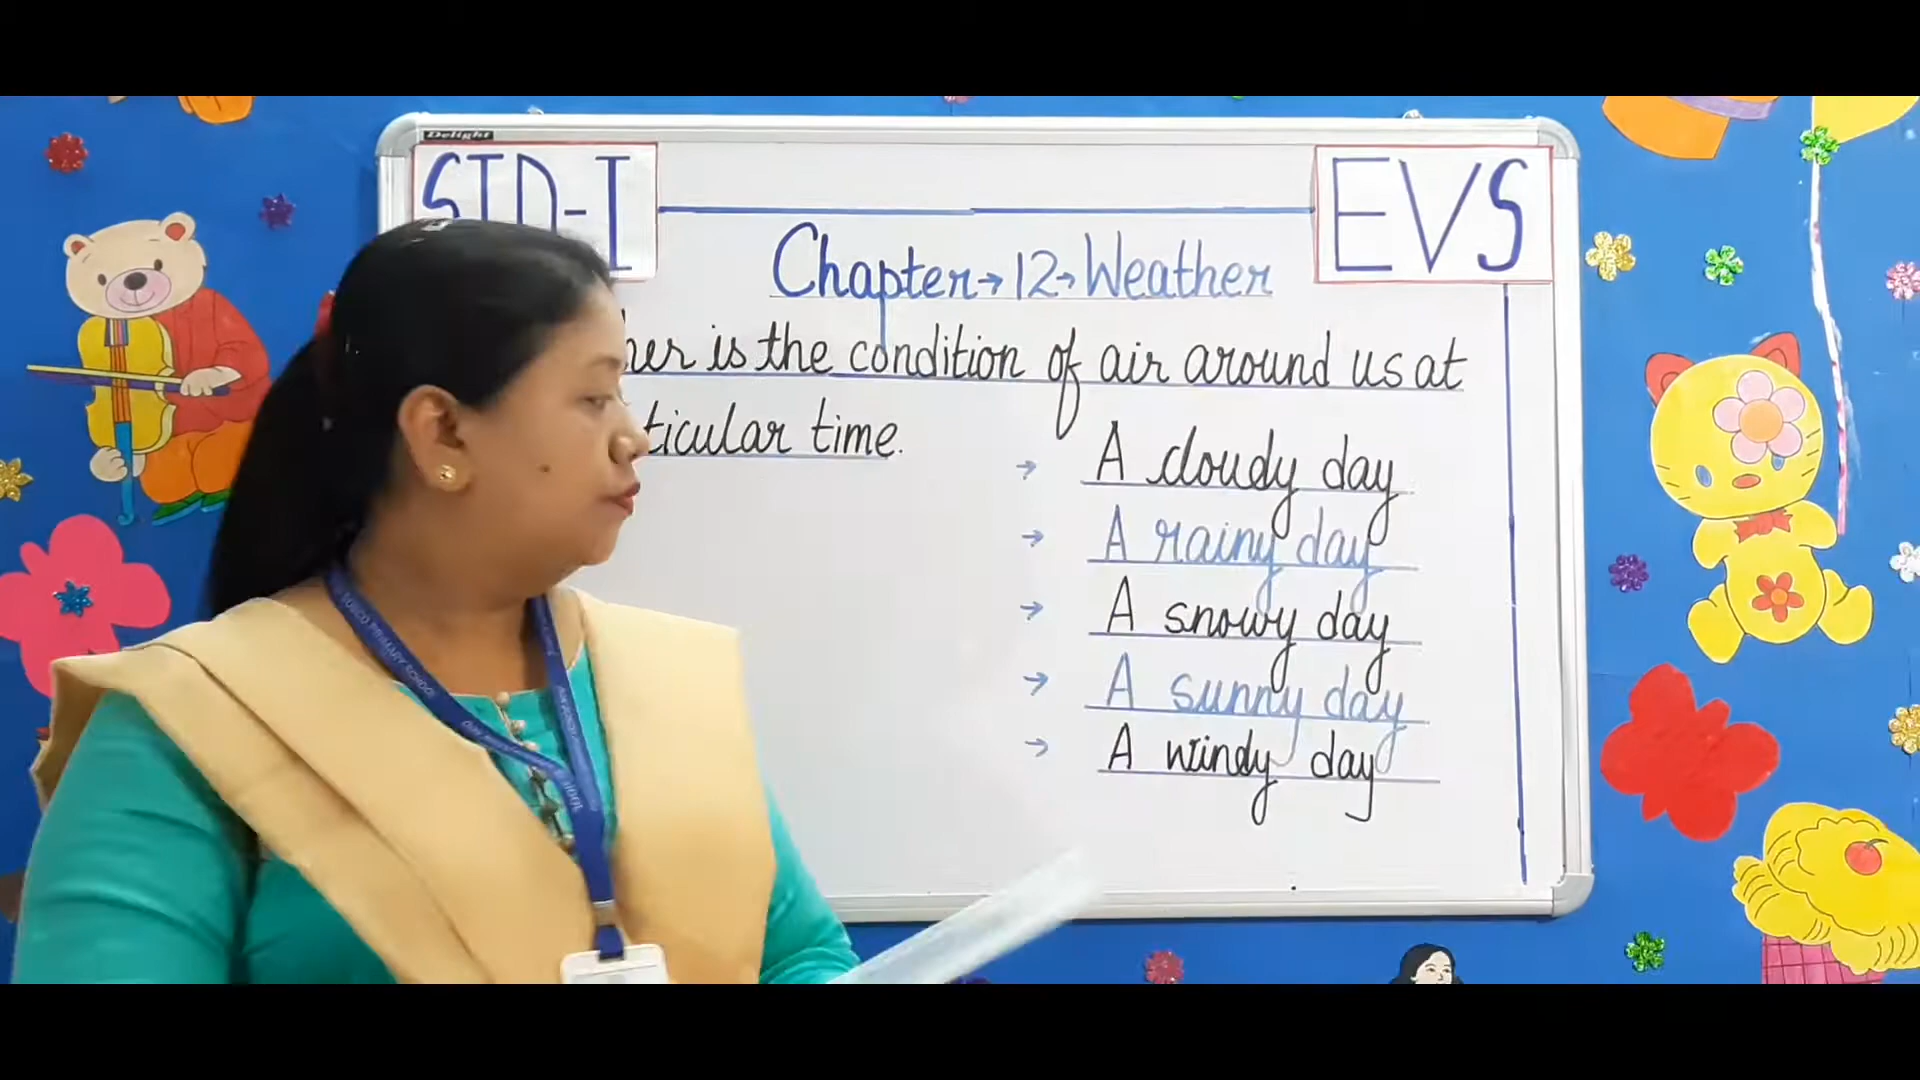 Delight
STD-I
EVS
Chapter → 12 → Weather
is the condition of air around us at
time.
→ A cloudy day
→ A rainy day
→ A snowy day
→ A sunny day
→ A windy day